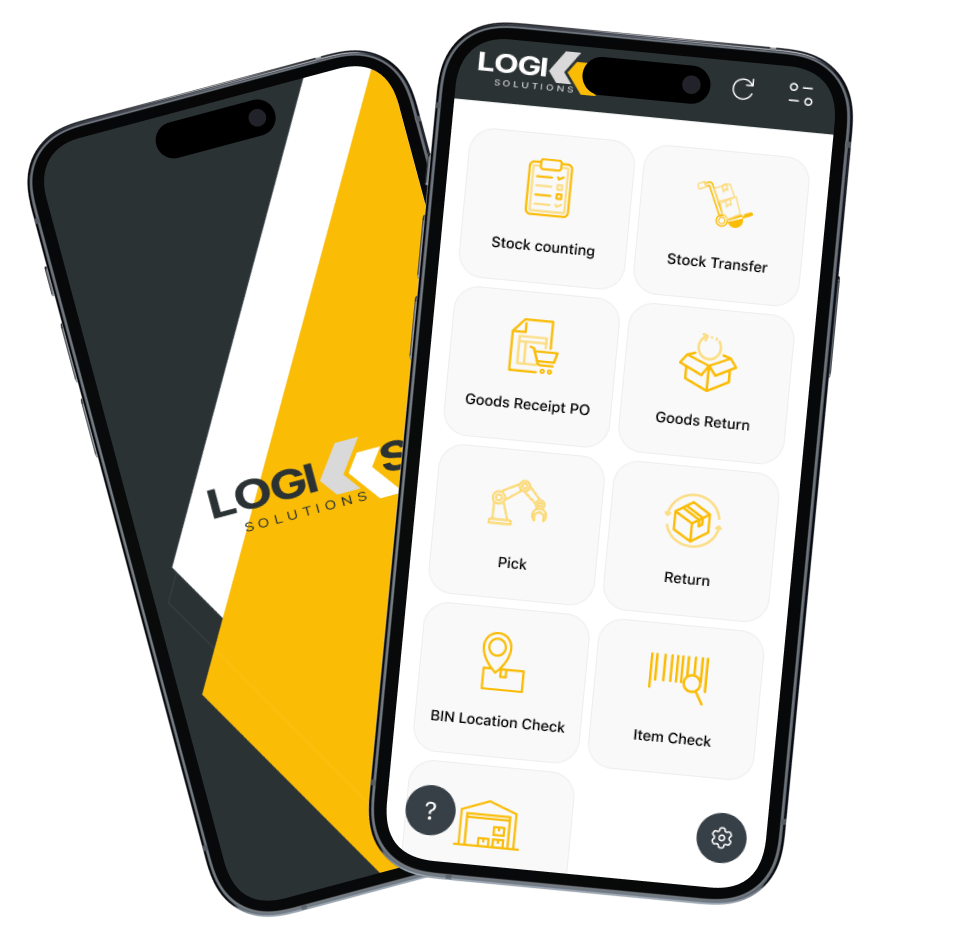 LOGI
SOLUTIONS
Stock counting
Stock Transfer
Goods Receipt PO
Goods Return
Pick
Return
BIN Location Check
Item Check
?
LOGI S
SOLUTIONS